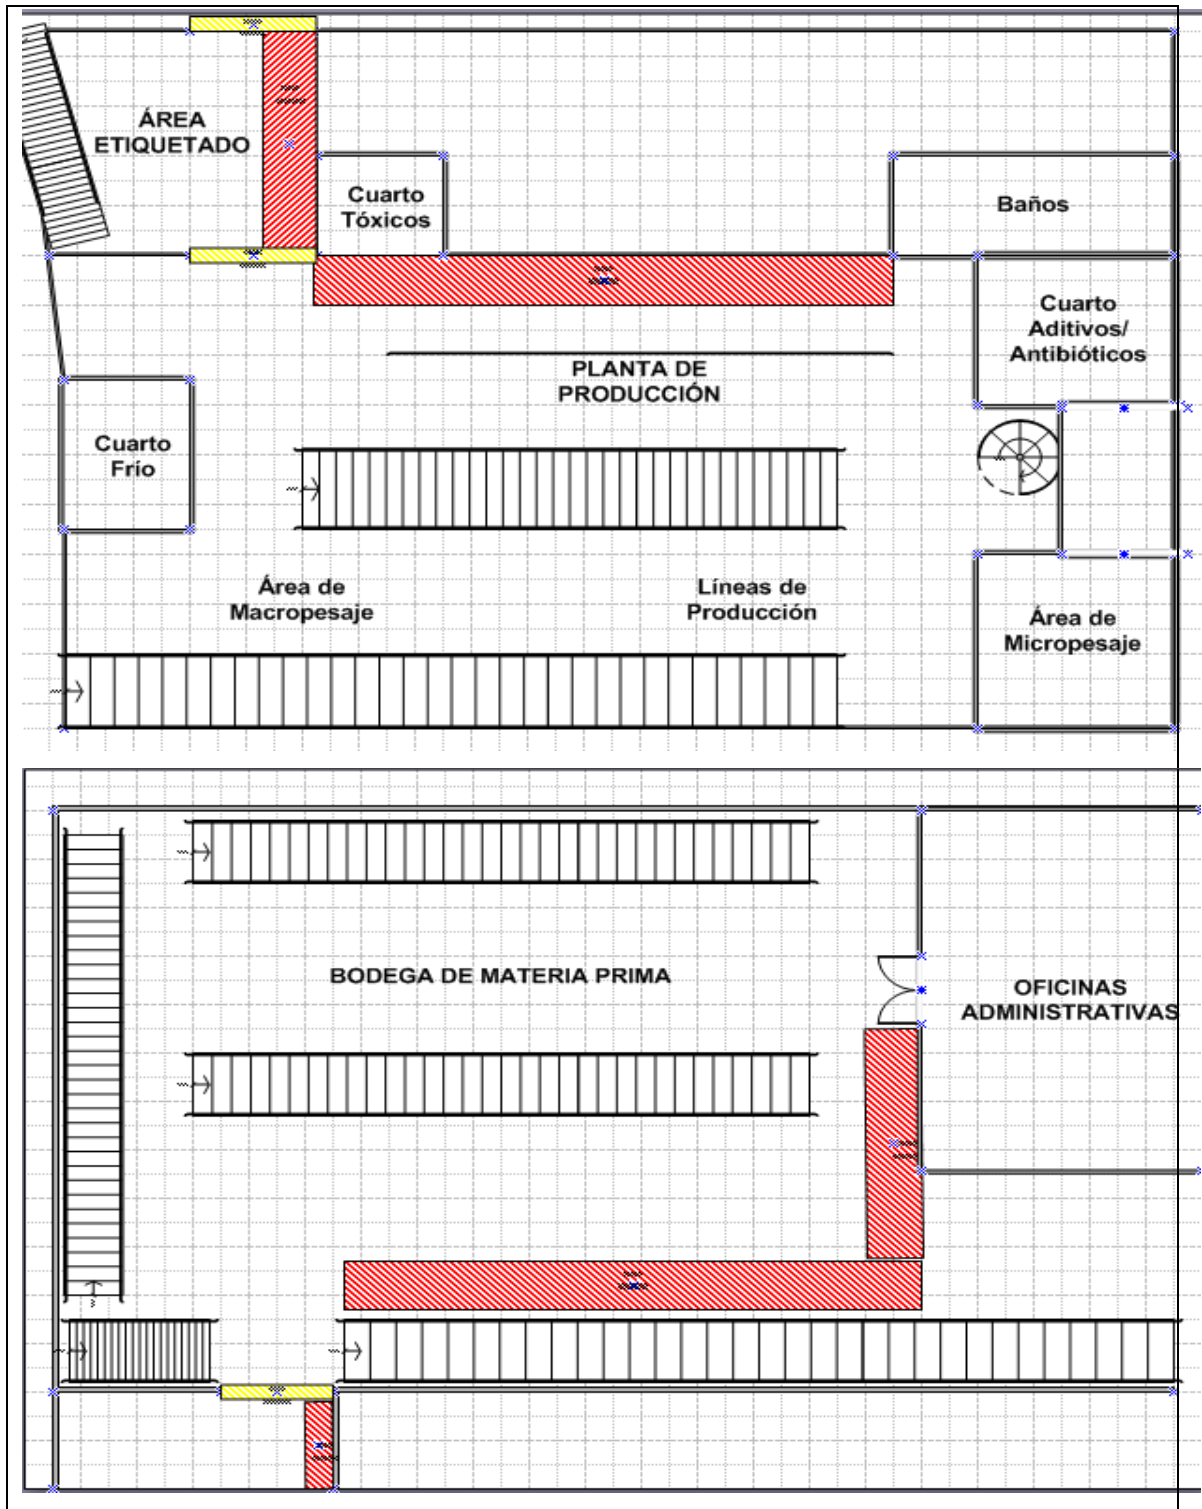 ÁREA
ETIQUETADO
Cuarto
Tóxicos
Baños
Cuarto
Aditivos/
Antibióticos
PLANTA DE
PRODUCCIÓN
Cuarto
Frío
Área de
Macropesaje
Líneas de
Producción
Área de
Micropesaje
BODEGA DE MATERIA PRIMA
OFICINAS
ADMINISTRATIVAS